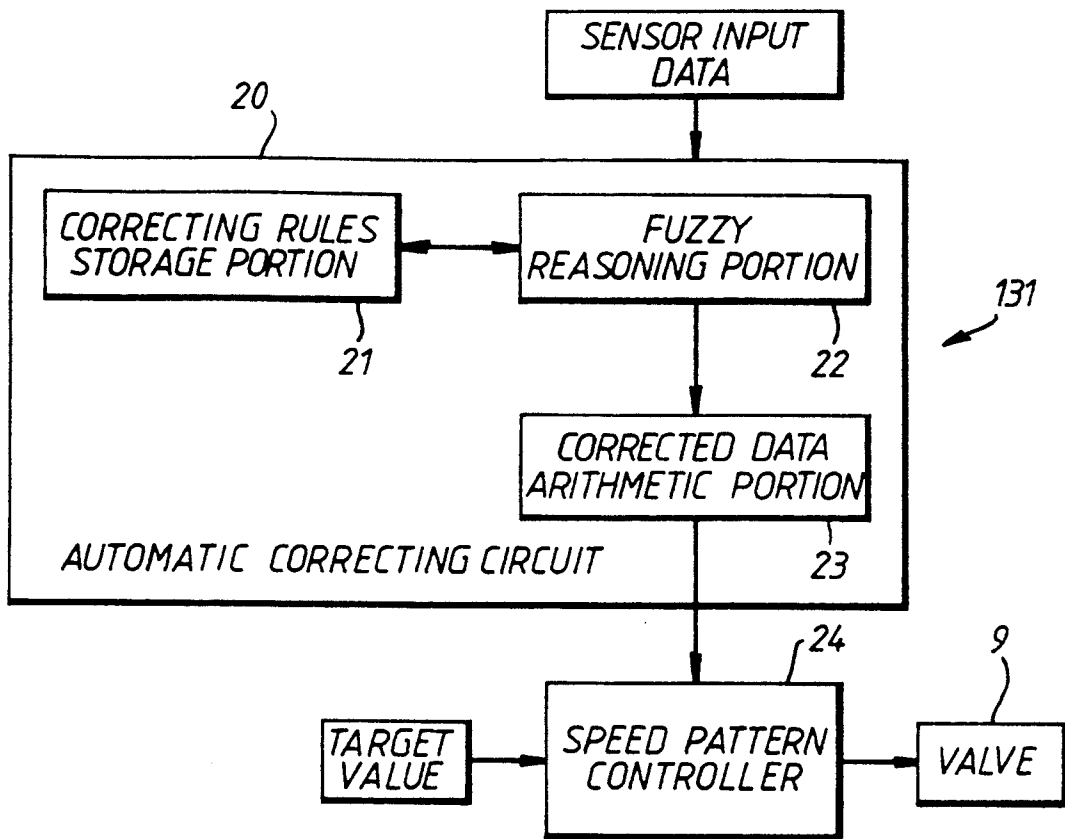 SENSOR INPUT
DATA
20
CORRECTING RULES
STORAGE PORTION
21
FUZZY
REASONING PORTION
22
131
CORRECTED DATA
ARITHMETIC PORTION
23
AUTOMATIC CORRECTING CIRCUIT
24
9
TARGET
VALUE
SPEED PATTERN
CONTROLLER
VALVE